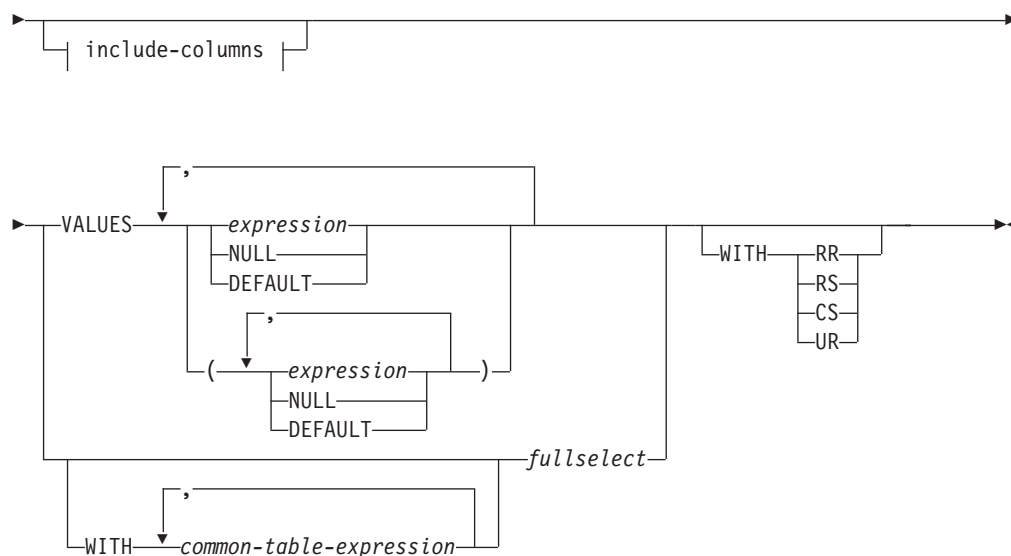 include-columns
,
VALUES expression
NULL
DEFAULT
WITH RR
RS
CS
UR
,
( expression )
NULL
DEFAULT
fullselect
,
WITH common-table-expression